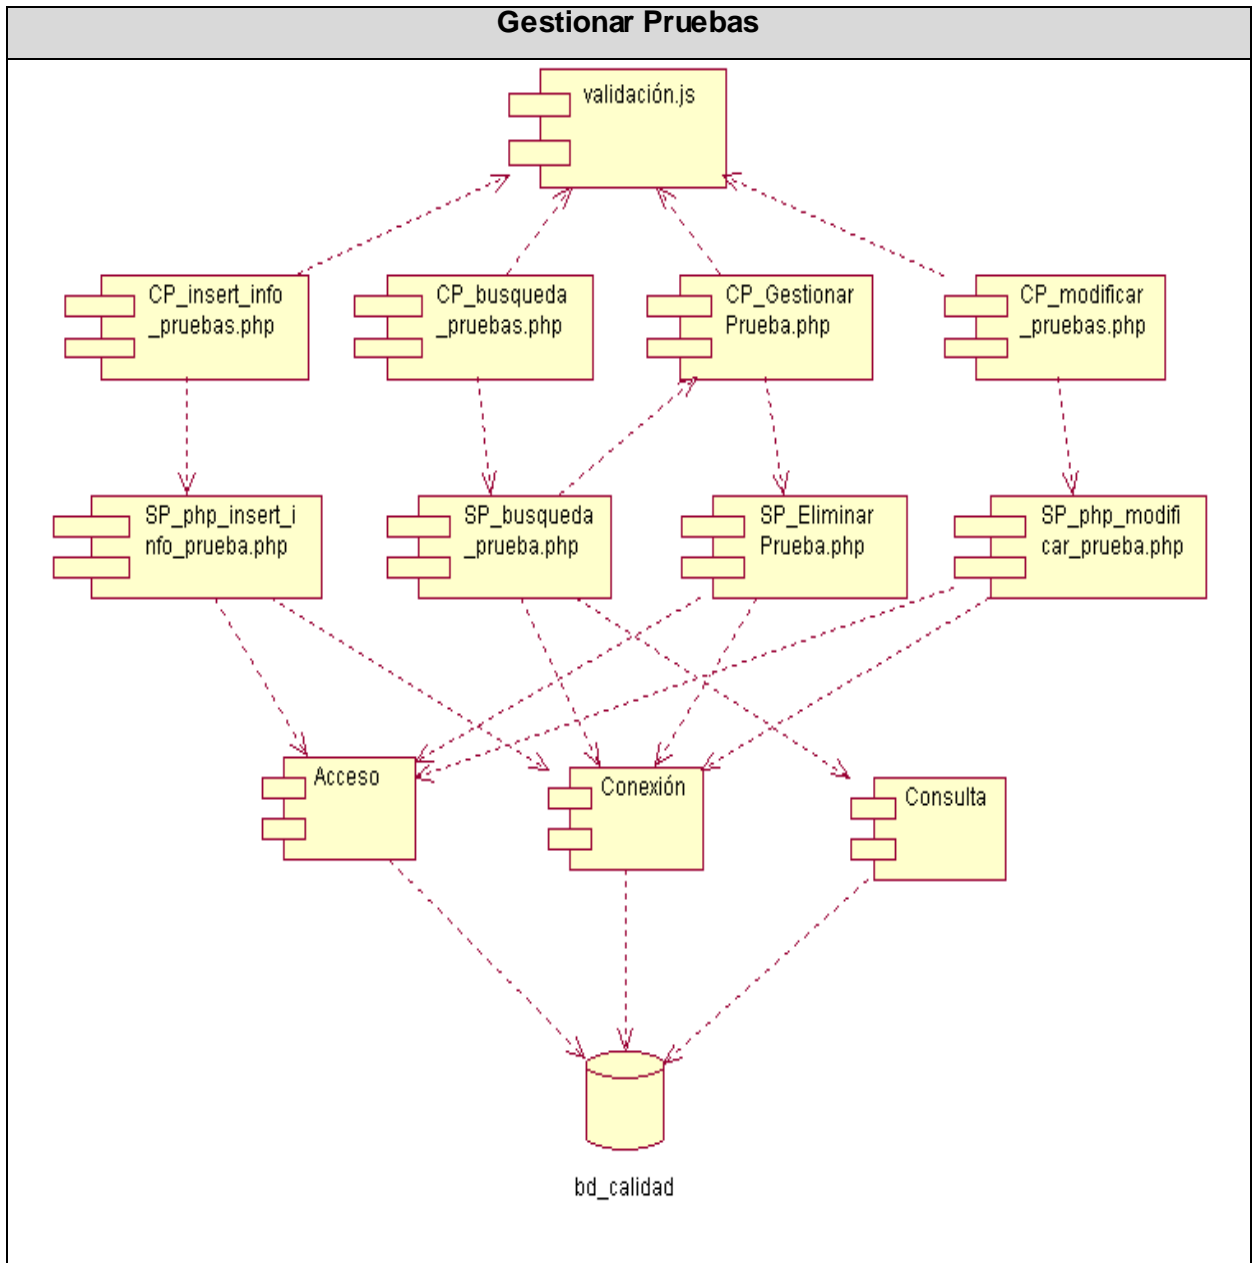 Gestionar Pruebas
validación.js
CP_insert_info
_pruebas.php
CP_busqueda
_pruebas.php
CP_Gestionar
Prueba.php
CP_modificar
_pruebas.php
SP_php_insert_i
nfo_prueba.php
SP_busqueda
_prueba.php
SP_Eliminar
Prueba.php
SP_php_modifi
car_prueba.php
Acceso
Conexión
Consulta
bd_calidad